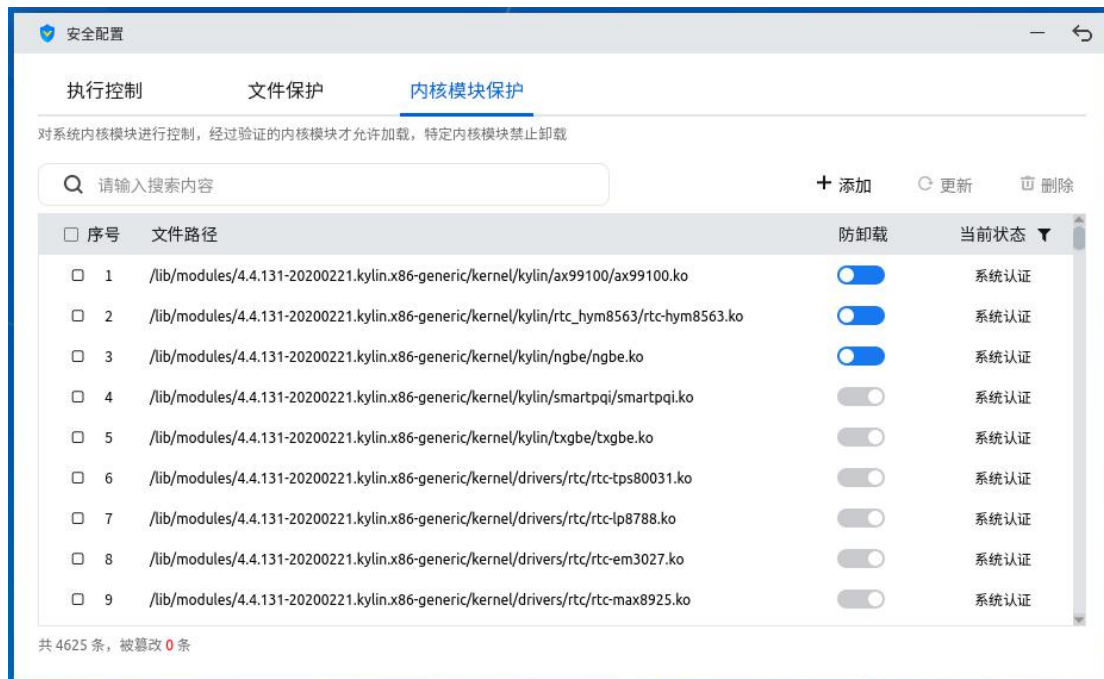 安全配置
执行控制 文件保护 内核模块保护
对系统内核模块进行控制，经过验证的内核模块才允许加载，特定内核模块禁止卸载
请输入搜索内容 添加 更新 删除
序号 文件路径 防卸载 当前状态
1 /lib/modules/4.4.131-20200221.kylin.x86-generic/kernel/kylin/ax99100/ax99100.ko 系统认证
2 /lib/modules/4.4.131-20200221.kylin.x86-generic/kernel/kylin/rtc_hym8563/rtc-hym8563.ko 系统认证
3 /lib/modules/4.4.131-20200221.kylin.x86-generic/kernel/kylin/ngbe/ngbe.ko 系统认证
4 /lib/modules/4.4.131-20200221.kylin.x86-generic/kernel/kylin/smartpqi/smartpqi.ko 系统认证
5 /lib/modules/4.4.131-20200221.kylin.x86-generic/kernel/kylin/txgbe/txgbe.ko 系统认证
6 /lib/modules/4.4.131-20200221.kylin.x86-generic/kernel/drivers/rtc/rtc-tps80031.ko 系统认证
7 /lib/modules/4.4.131-20200221.kylin.x86-generic/kernel/drivers/rtc/rtc-lp8788.ko 系统认证
8 /lib/modules/4.4.131-20200221.kylin.x86-generic/kernel/drivers/rtc/rtc-em3027.ko 系统认证
9 /lib/modules/4.4.131-20200221.kylin.x86-generic/kernel/drivers/rtc/rtc-max8925.ko 系统认证
共 4625 条，被篡改 0 条